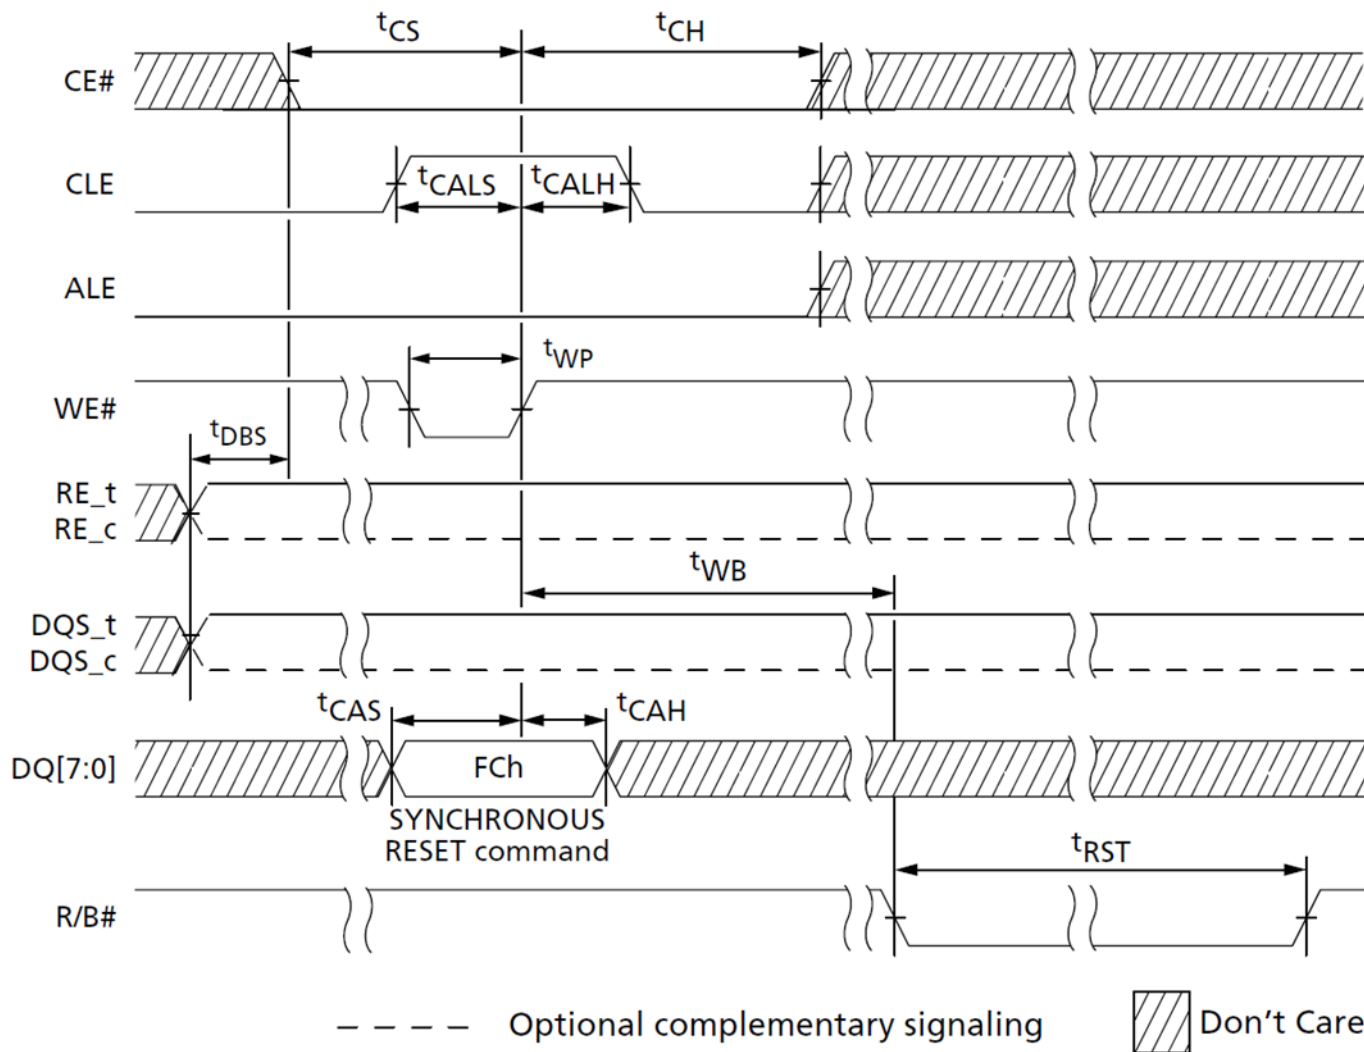 tCS
tCH
CE#
CLE
tCALS
tCALH
ALE
tWP
WE#
tDBS
RE_t
RE_c
tWB
DQS_t
DQS_c
tCAS
tCAH
DQ[7:0]
FCh
SYNCHRONOUS
RESET command
tRST
R/B#
Optional complementary signaling
Don't Care